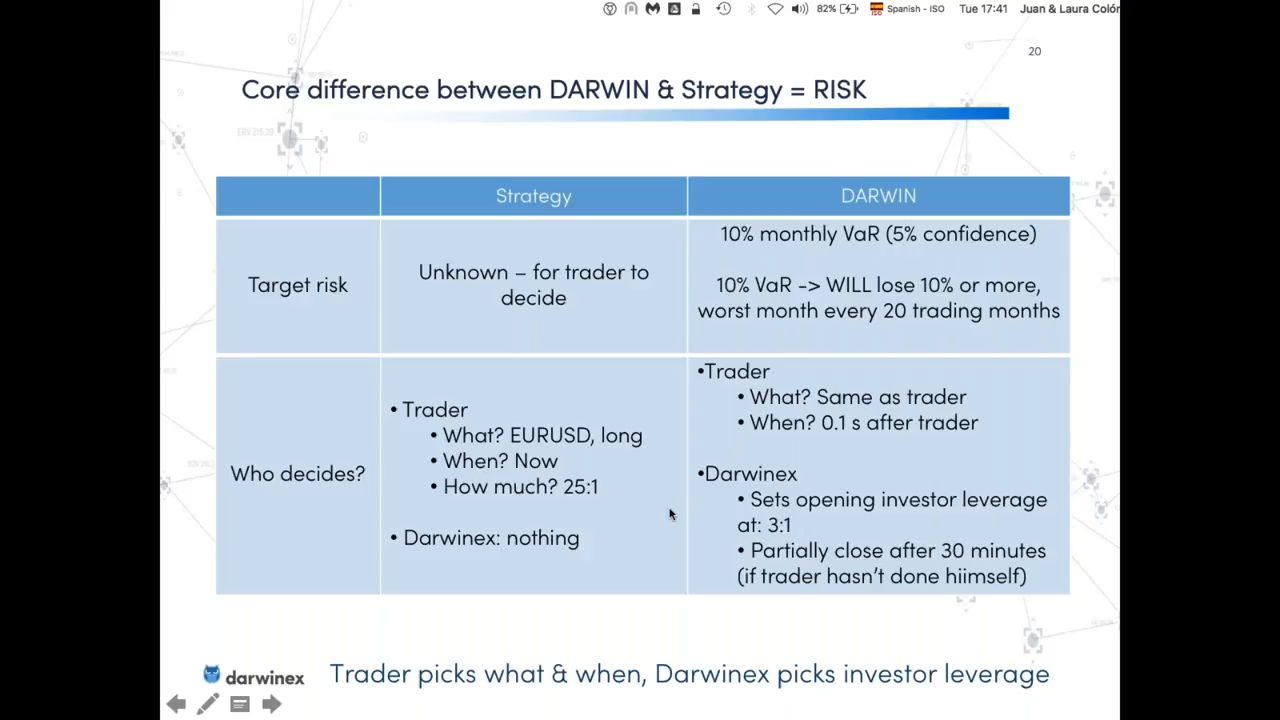 82%
Spanish - ISO
Tue 17:41
Juan & Laura Colón
20
Core difference between DARWIN & Strategy = RISK
Strategy
DARWIN
Target risk
Unknown – for trader to
decide
10% monthly VaR (5% confidence)
10% VaR -> WILL lose 10% or more,
worst month every 20 trading months
Who decides?
• Trader
• What? EURUSD, long
• When? Now
• How much? 25:1
• Darwinex: nothing
•Trader
• What? Same as trader
• When? 0.1 s after trader
•Darwinex
• Sets opening investor leverage
at: 3:1
• Partially close after 30 minutes
(if trader hasn’t done hiimself)
darwinex
Trader picks what & when, Darwinex picks investor leverage